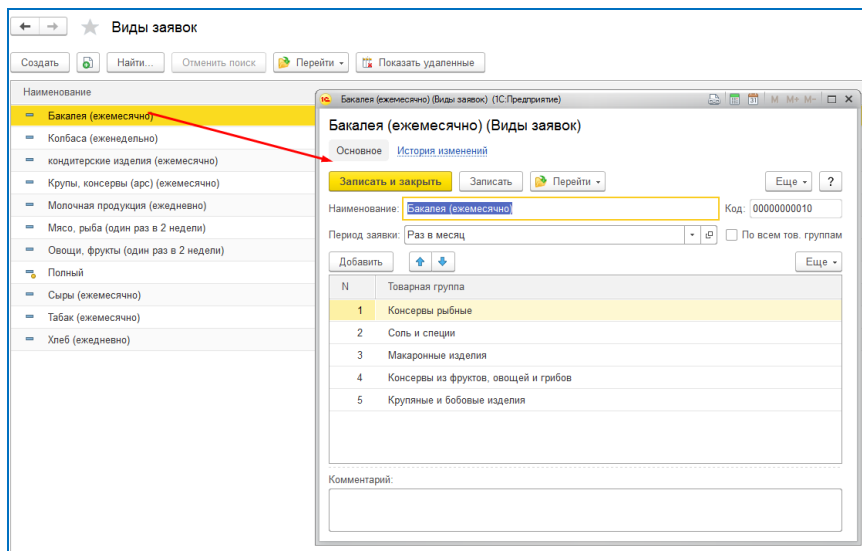 Виды заявок
Создать Найти... Отменить поиск Перейти Показать удаленные
Наименование
Бакалея (ежемесячно)
Колбаса (еженедельно)
кондитерские изделия (ежемесячно)
Крупы, консервы (арс) (ежемесячно)
Молочная продукция (ежедневно)
Мясо, рыба (один раз в 2 недели)
Овощи, фрукты (один раз в 2 недели)
Полный
Сыры (ежемесячно)
Табак (ежемесячно)
Хлеб (ежедневно)
Бакалея (ежемесячно) (Виды заявок) (1С:Предприятие) M M+ M-
Бакалея (ежемесячно) (Виды заявок)
Основное История изменений
Записать и закрыть Записать Перейти Еще ?
Наименование: Бакалея (ежемесячно) Код: 00000000010
Период заявки: Раз в месяц По всем тов. группам
Добавить Еще
N Товарная группа
1 Консервы рыбные
2 Соль и специи
3 Макаронные изделия
4 Консервы из фруктов, овощей и грибов
5 Крупяные и бобовые изделия
Комментарий: